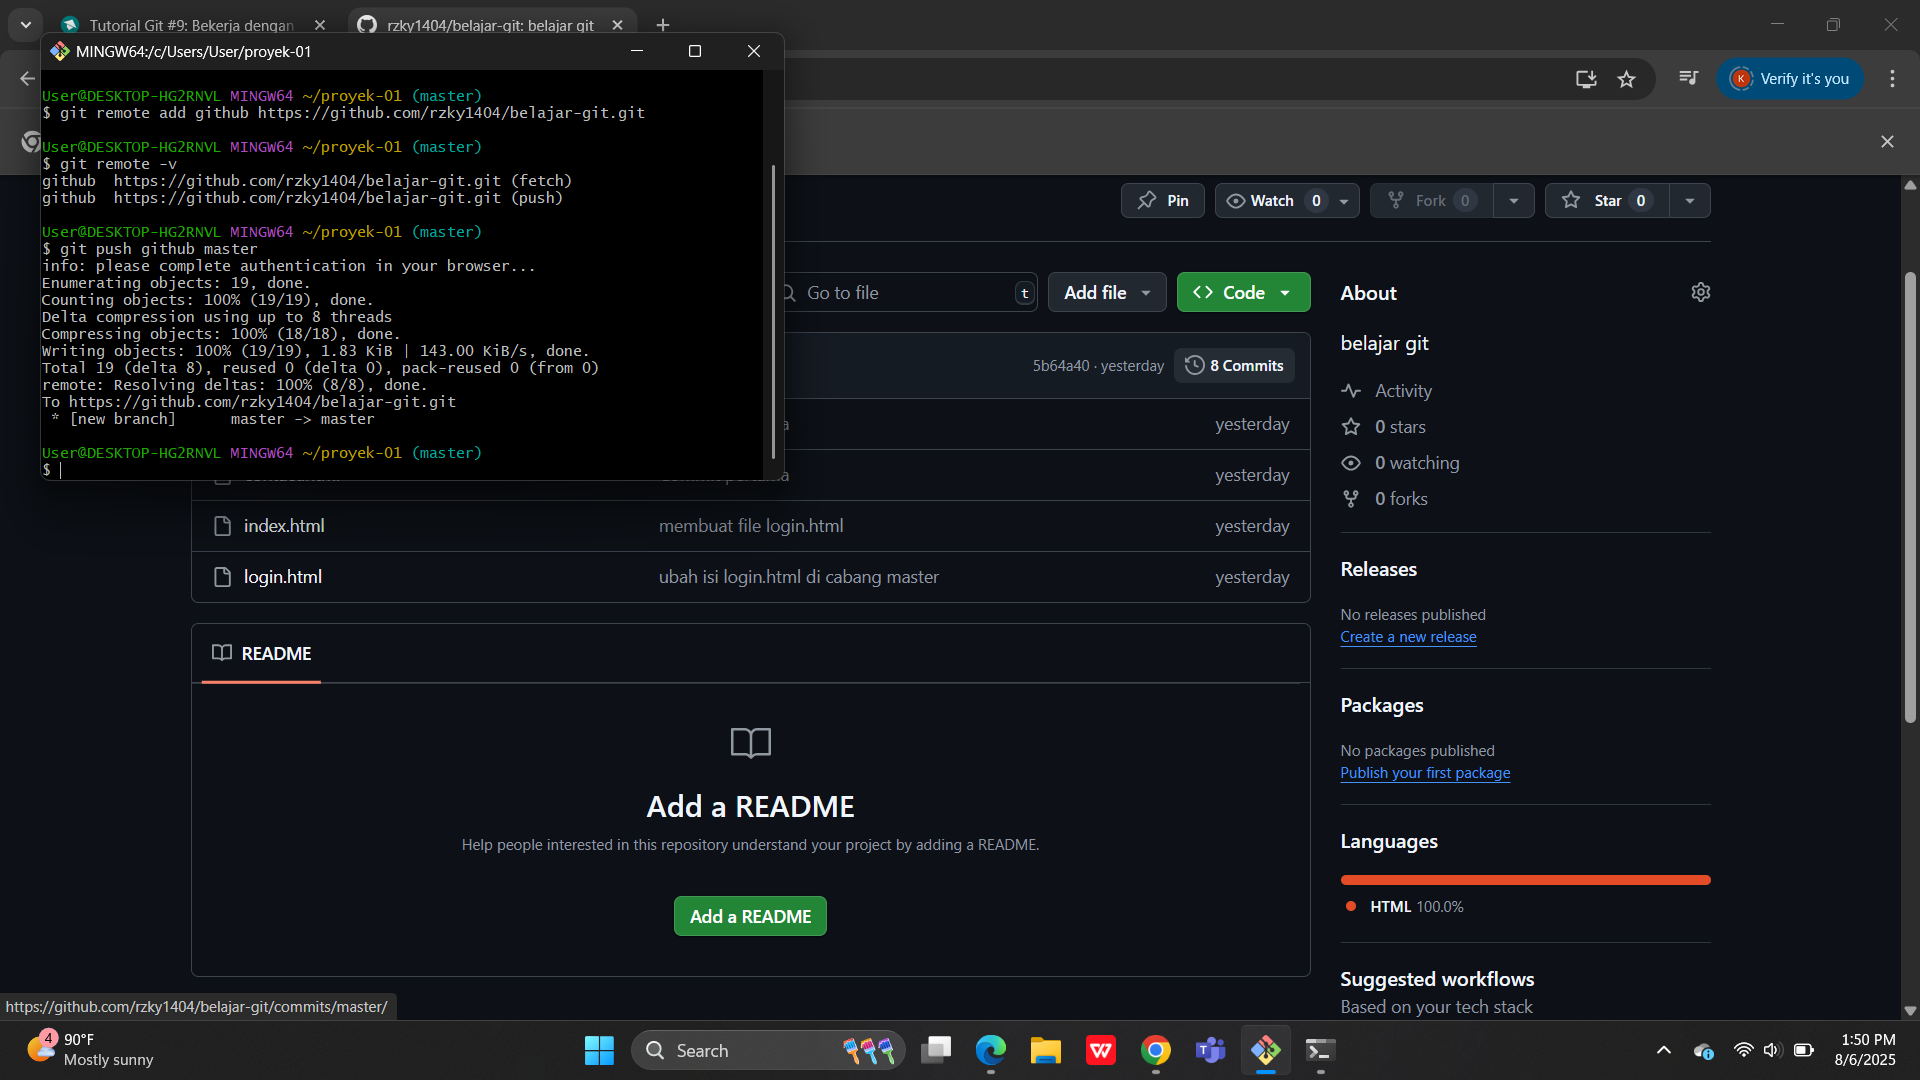 Tutorial Git #9: Bekerja dengan
rzky1404/belajar-git: belajar git
MINGW64:/c/Users/User/proyek-01
K Verify it's you
User@DESKTOP-HG2RNVL MINGW64 ~/proyek-01 (master)
$ git remote add github https://github.com/rzky1404/belajar-git.git
User@DESKTOP-HG2RNVL MINGW64 ~/proyek-01 (master)
$ git remote -v
github https://github.com/rzky1404/belajar-git.git (fetch)
github https://github.com/rzky1404/belajar-git.git (push)
User@DESKTOP-HG2RNVL MINGW64 ~/proyek-01 (master)
$ git push github master
info: please complete authentication in your browser...
Enumerating objects: 19, done.
Counting objects: 100% (19/19), done.
Delta compression using up to 8 threads
Compressing objects: 100% (18/18), done.
Writing objects: 100% (19/19), 1.83 KiB | 143.00 KiB/s, done.
Total 19 (delta 8), reused 0 (delta 0), pack-reused 0 (from 0)
remote: Resolving deltas: 100% (8/8), done.
To https://github.com/rzky1404/belajar-git.git
* [new branch] master -> master
User@DESKTOP-HG2RNVL MINGW64 ~/proyek-01 (master)
$
Pin
Watch 0
Fork 0
Star 0
Go to file
t
Add file
<> Code
5b64a40 · yesterday
8 Commits
yesterday
yesterday
index.html membuat file login.html yesterday
login.html ubah isi login.html di cabang master yesterday
README
Add a README
Help people interested in this repository understand your project by adding a README.
Add a README
About
belajar git
Activity
0 stars
0 watching
0 forks
Releases
No releases published
Create a new release
Packages
No packages published
Publish your first package
Languages
HTML 100.0%
Suggested workflows
Based on your tech stack
https://github.com/rzky1404/belajar-git/commits/master/
4
90°F
Mostly sunny
Search
W
T
1:50 PM
8/6/2025